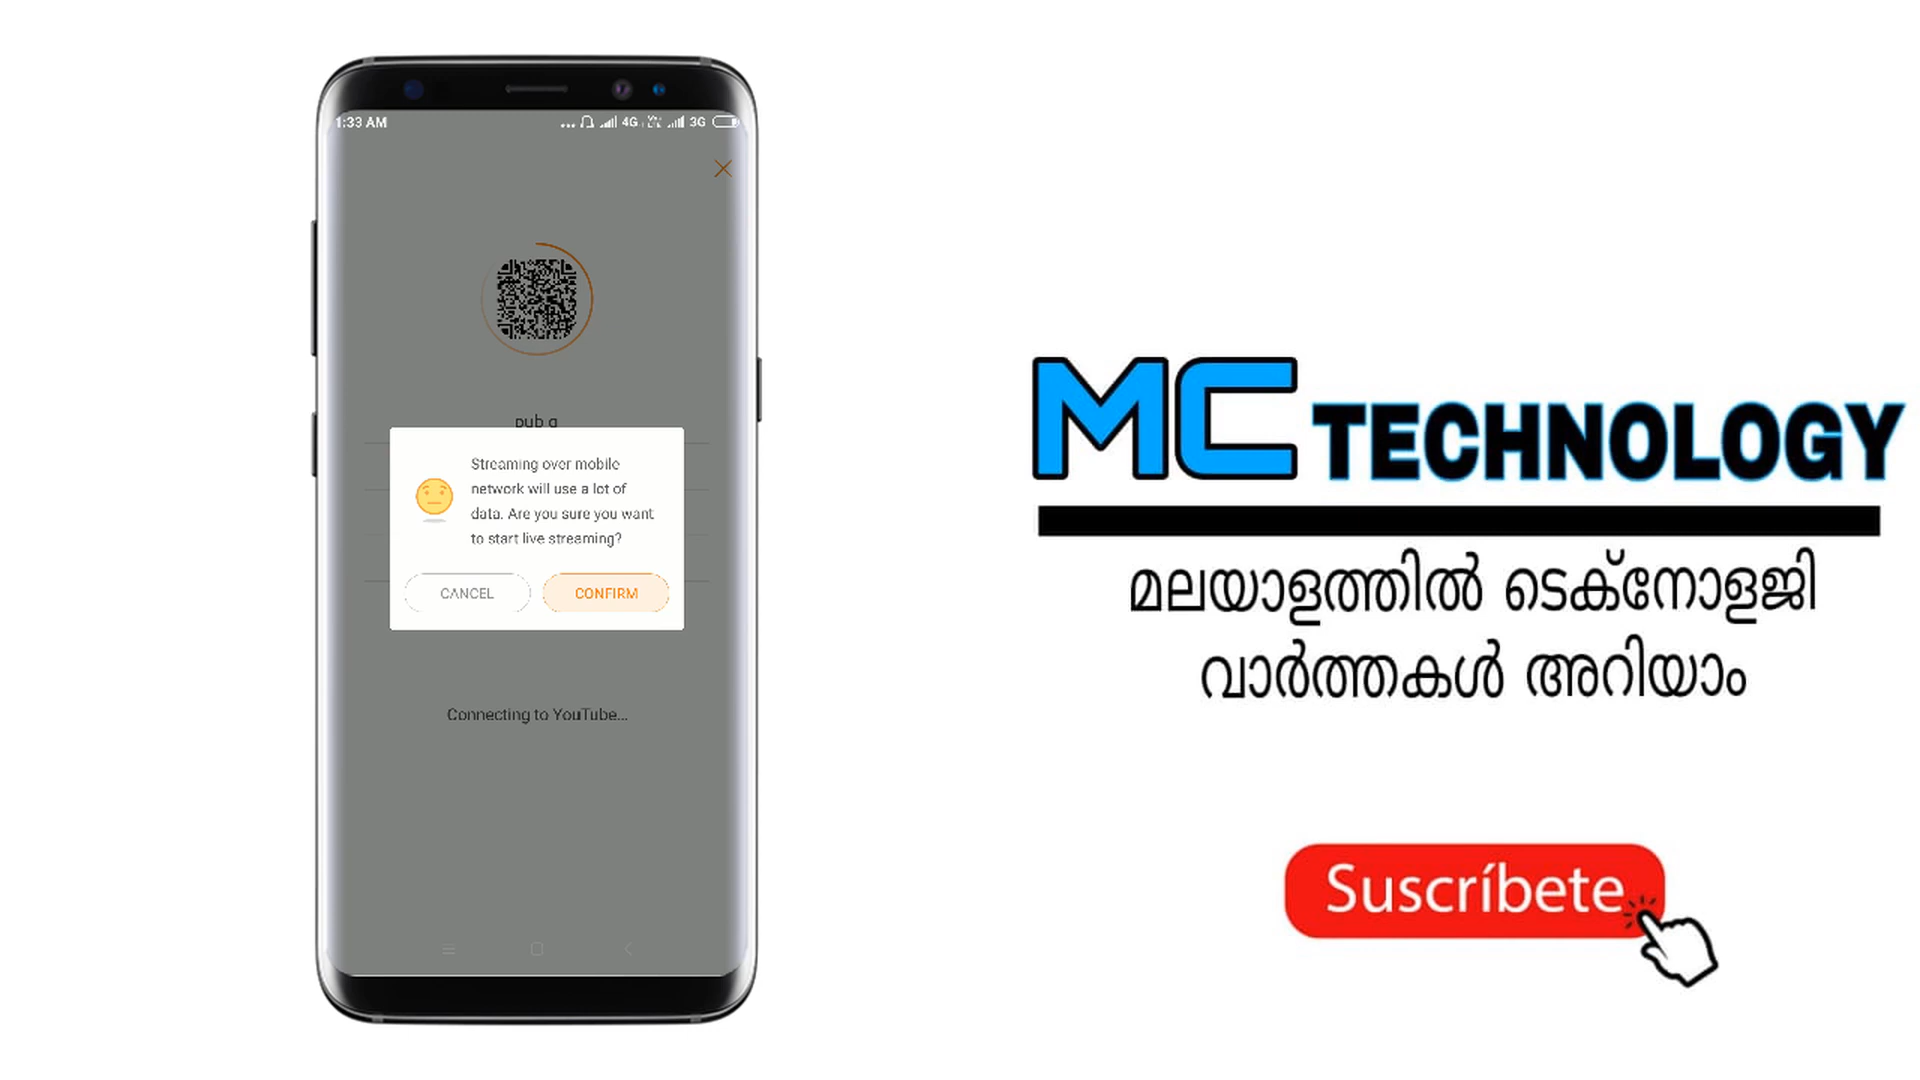 1:33 AM
... 4G VoLTE 3G
pub g
Streaming over mobile
network will use a lot of
data. Are you sure you want
to start live streaming?
CANCEL CONFIRM
Connecting to YouTube...
MC TECHNOLOGY
മലയാളത്തിൽ ടെക്നോളജി
വാർത്തകൾ അറിയാം
Suscríbete